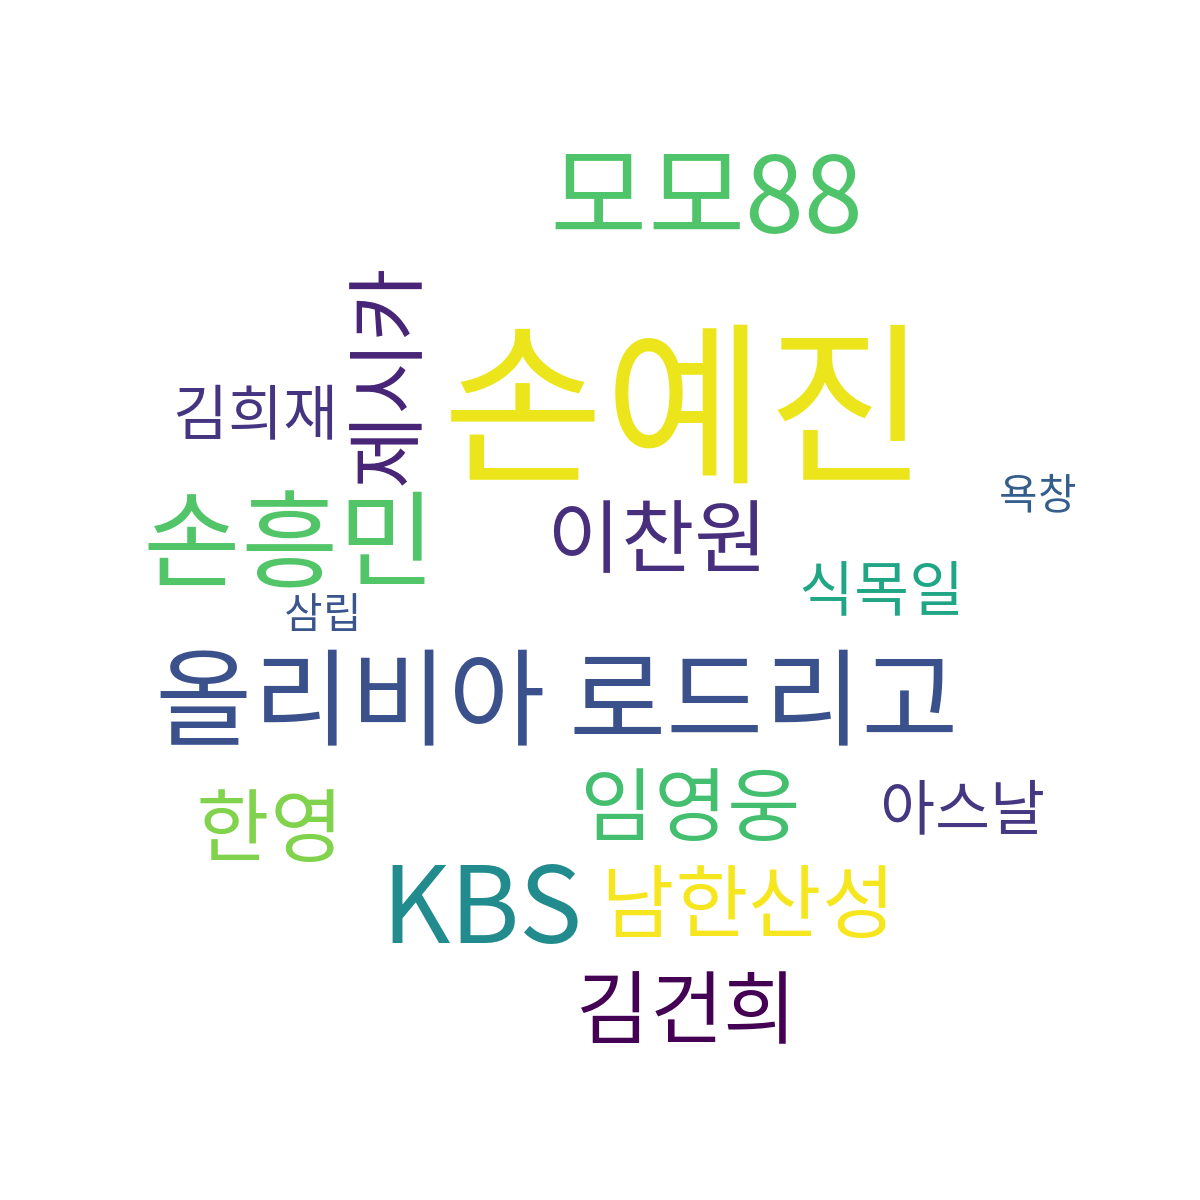 모모88
제시카
손예진
김희재
욕창
손흥민
이찬원
식목일
삼립
올리비아 로드리고
임영웅
아스날
한영
KBS
남한산성
김건희